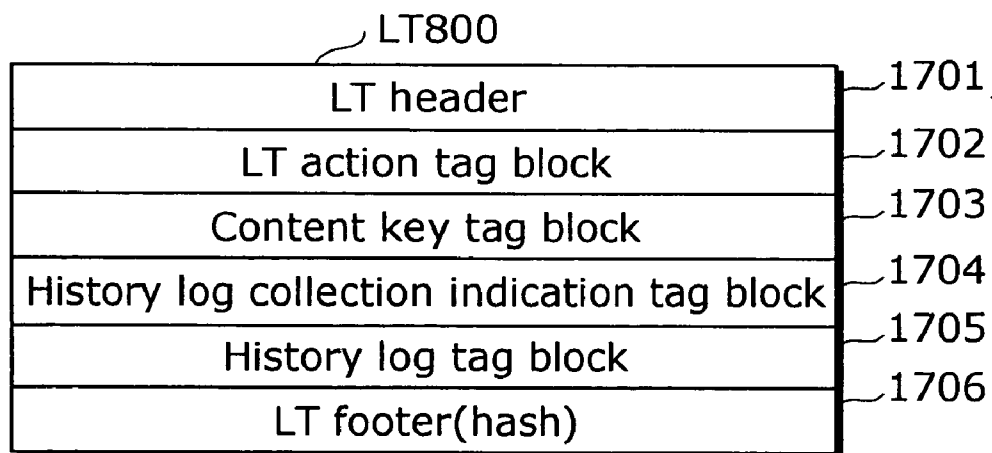 LT800
LT header 1701
LT action tag block 1702
Content key tag block 1703
History log collection indication tag block 1704
History log tag block 1705
LT footer(hash) 1706